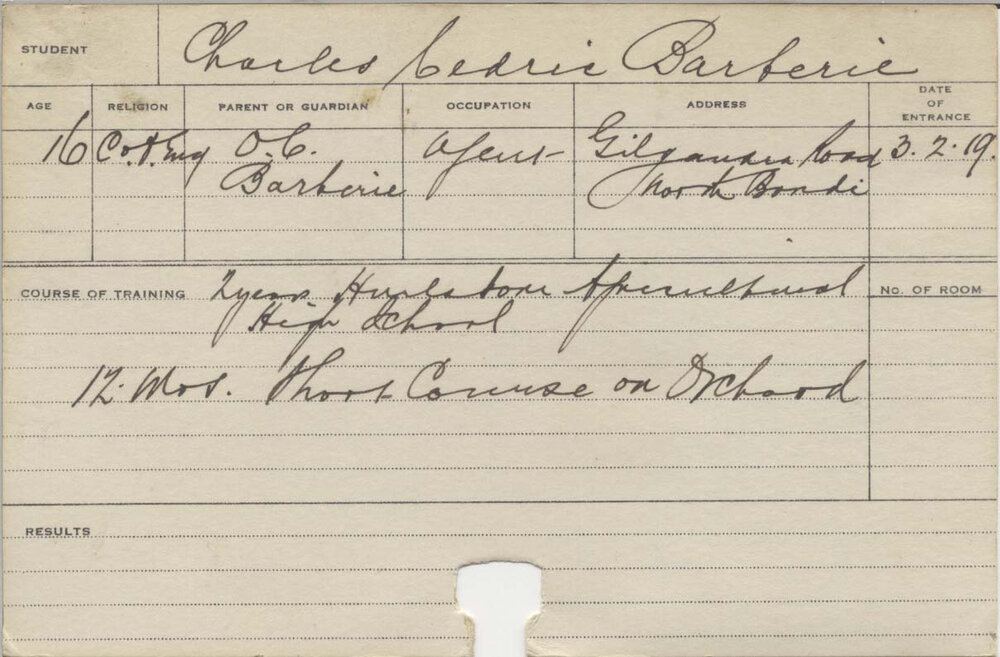 STUDENT Charles Cedric Barberie
AGE RELIGION PARENT OR GUARDIAN OCCUPATION ADDRESS DATE OF ENTRANCE
16 C. of Eng O.C. Agent Gilgandra Road 3.2.19.
Barberie North Bondi
COURSE OF TRAINING 2 years Hurlstone Agricultural No. OF ROOM
High School
12 Mos. Short Course on Orchard
RESULTS